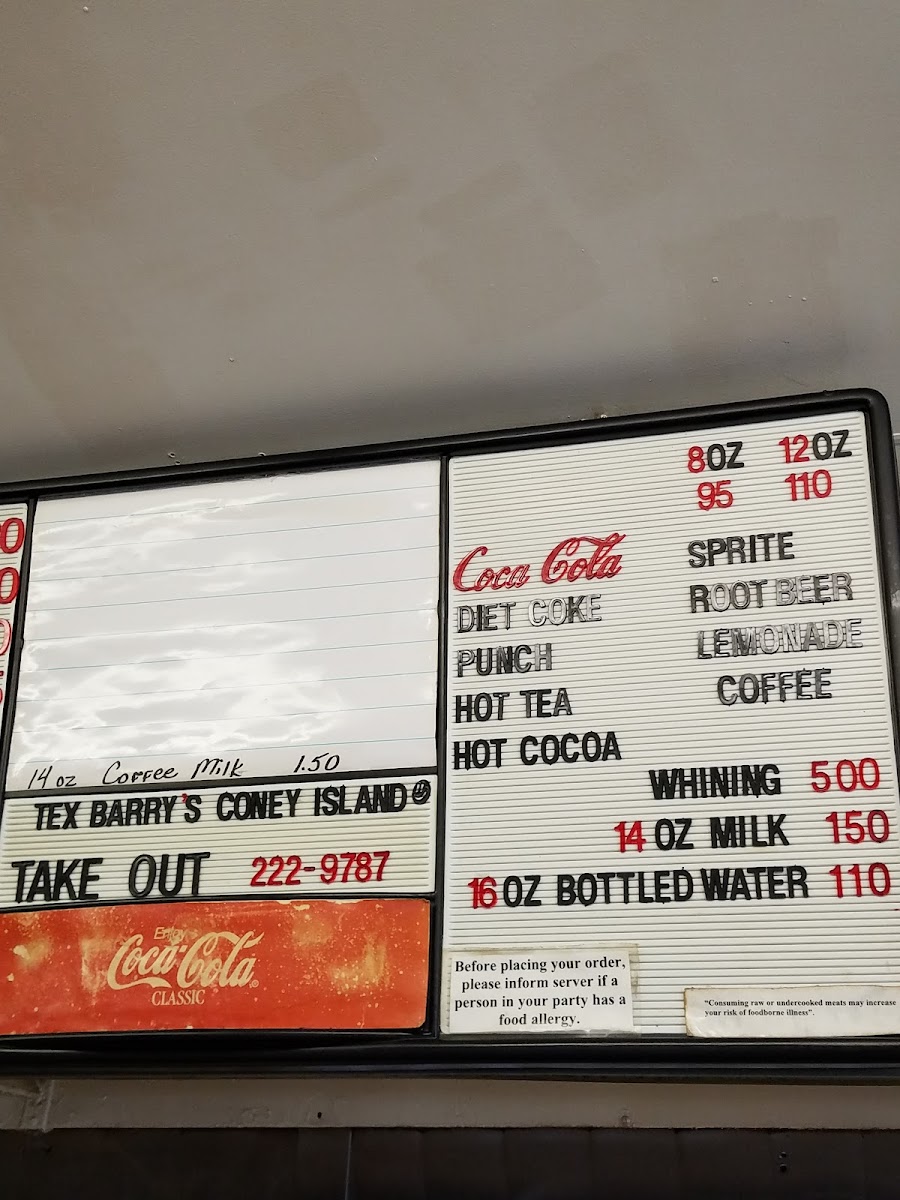 14 oz Coffee Milk 1.50
TEX BARRY'S CONEY ISLAND
TAKE OUT 222-9787
Enjoy
Coca-Cola
CLASSIC
8OZ 12OZ
95 110
Coca Cola SPRITE
DIET COKE ROOT BEER
PUNCH LEMONADE
HOT TEA COFFEE
HOT COCOA
WHINING 500
14 OZ MILK 150
16 OZ BOTTLED WATER 110
Before placing your order,
please inform server if a
person in your party has a
food allergy.
"Consuming raw or undercooked meats may increase
your risk of foodborne illness".